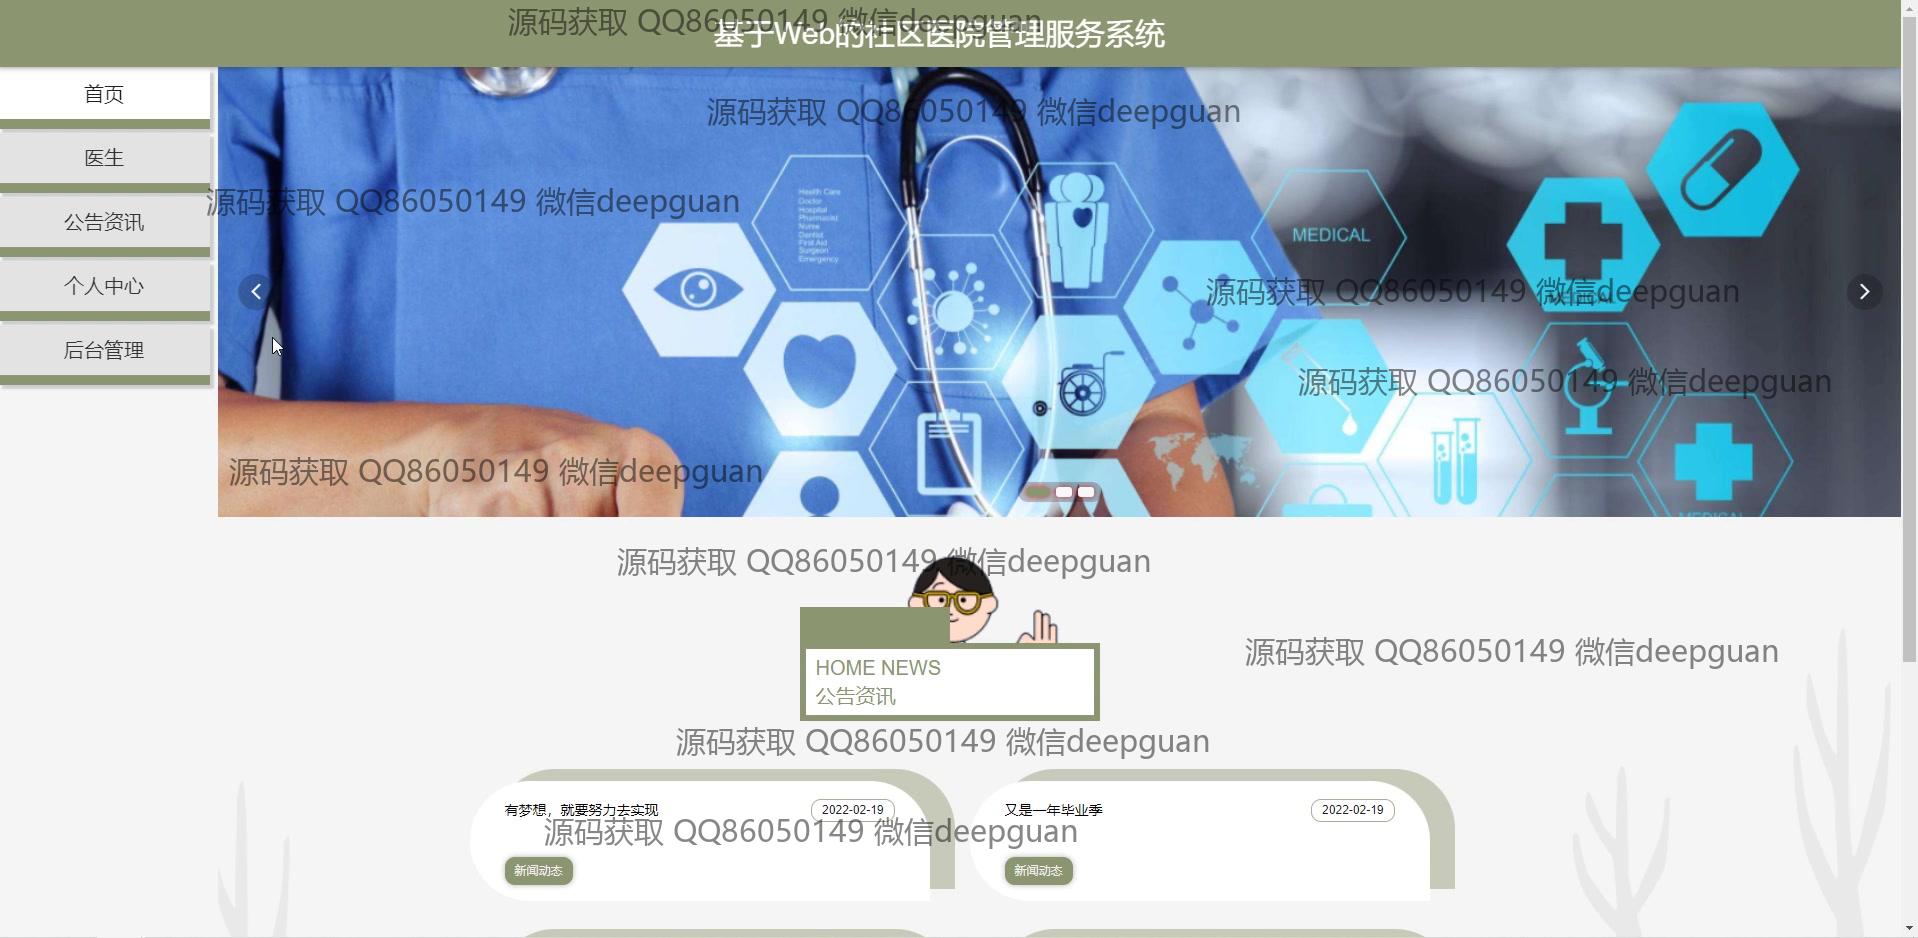 源码获取 QQ86050149 微信deepguan
基于Web的社区医院管理服务系统
首页
医生
公告资讯
个人中心
后台管理
源码获取 QQ86050149 微信deepguan
源码获取 QQ86050149 微信deepguan
Health Care
Doctor
Hospital
Pharmacist
Nurse
Dentist
First Aid
Surgeon
Emergency
MEDICAL
源码获取 QQ86050149 微信deepguan
MEDICAL
源码获取 QQ86050149 微信deepguan
源码获取 QQ86050149 微信deepguan
MEDICAL
源码获取 QQ86050149 微信deepguan
HOME NEWS
公告资讯
源码获取 QQ86050149 微信deepguan
源码获取 QQ86050149 微信deepguan
有梦想，就要努力去实现
2022-02-19
新闻动态
又是一年毕业季
2022-02-19
新闻动态
源码获取 QQ86050149 微信deepguan